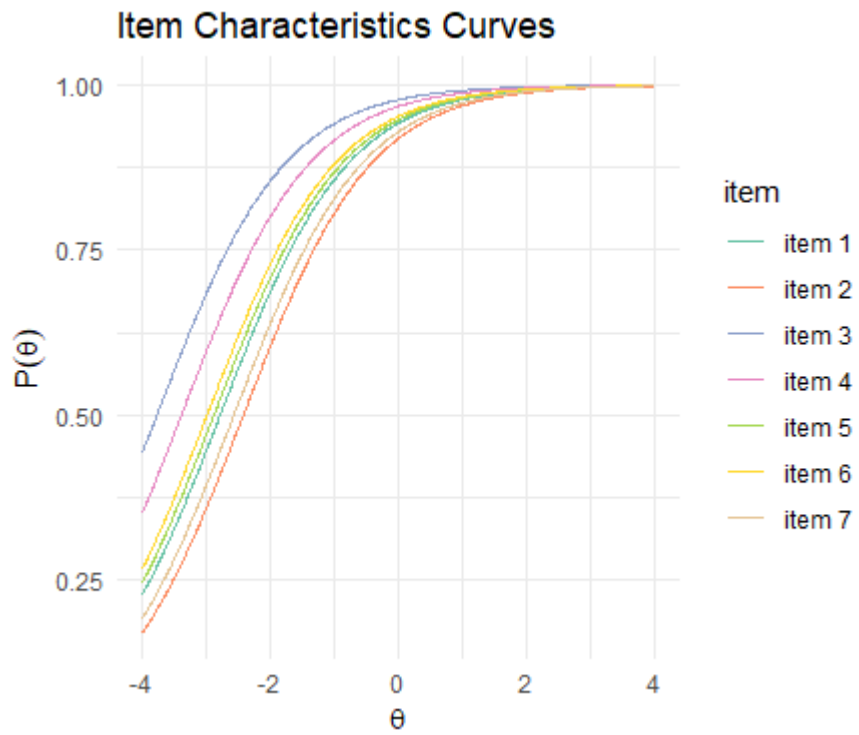 Item Characteristics Curves
1.00
0.75
0.50
0.25
P(θ)
-4 -2 0 2 4
θ
item
item 1
item 2
item 3
item 4
item 5
item 6
item 7